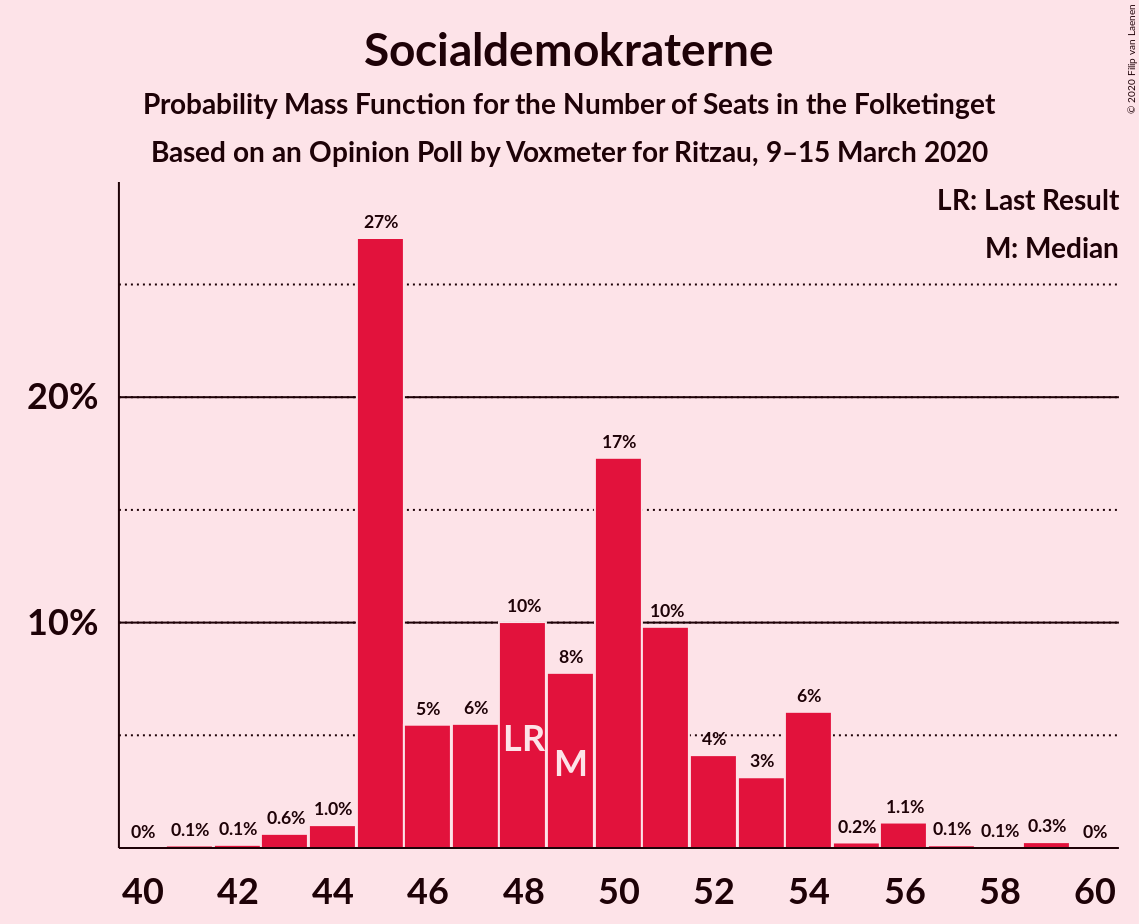 Socialdemokraterne
Probability Mass Function for the Number of Seats in the Folketinget
Based on an Opinion Poll by Voxmeter for Ritzau, 9–15 March 2020
© 2020 Filip van Laenen
LR: Last Result
M: Median
20%
10%
0%
0.1%
0.1%
0.6%
1.0%
27%
5%
6%
10%
8%
17%
10%
4%
3%
6%
0.2%
1.1%
0.1%
0.1%
0.3%
0%
LR
M
40 42 44 46 48 50 52 54 56 58 60